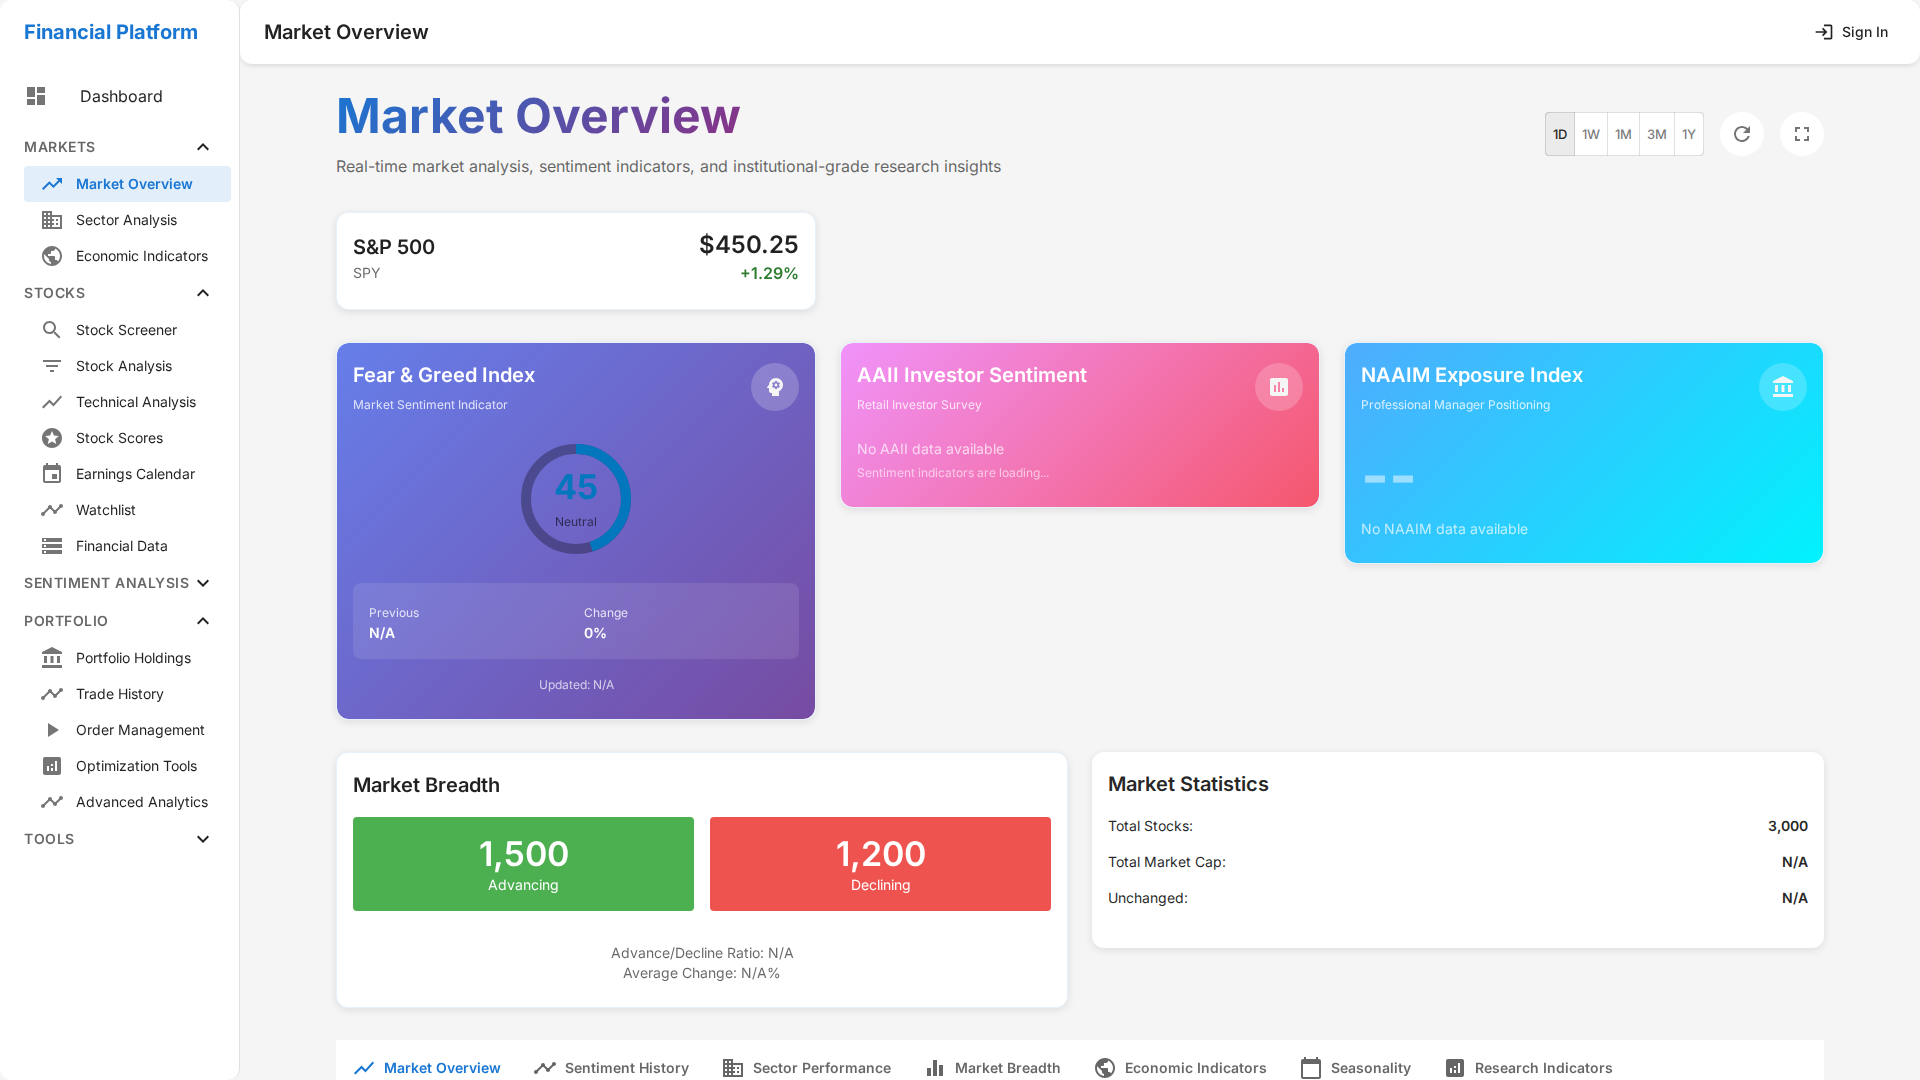 Financial Platform
Dashboard
MARKETS
Market Overview
Sector Analysis
Economic Indicators
STOCKS
Stock Screener
Stock Analysis
Technical Analysis
Stock Scores
Earnings Calendar
Watchlist
Financial Data
SENTIMENT ANALYSIS
PORTFOLIO
Portfolio Holdings
Trade History
Order Management
Optimization Tools
Advanced Analytics
TOOLS
Market Overview
Sign In
Market Overview
Real-time market analysis, sentiment indicators, and institutional-grade research insights
1D 1W 1M 3M 1Y
S&P 500 $450.25
SPY +1.29%
Fear & Greed Index
Market Sentiment Indicator
45
Neutral
Previous Change
N/A 0%
Updated: N/A
AAII Investor Sentiment
Retail Investor Survey
No AAII data available
Sentiment indicators are loading...
NAAIM Exposure Index
Professional Manager Positioning
--
No NAAIM data available
Market Breadth
1,500
Advancing
1,200
Declining
Advance/Decline Ratio: N/A
Average Change: N/A%
Market Statistics
Total Stocks: 3,000
Total Market Cap: N/A
Unchanged: N/A
Market Overview Sentiment History Sector Performance Market Breadth Economic Indicators Seasonality Research Indicators